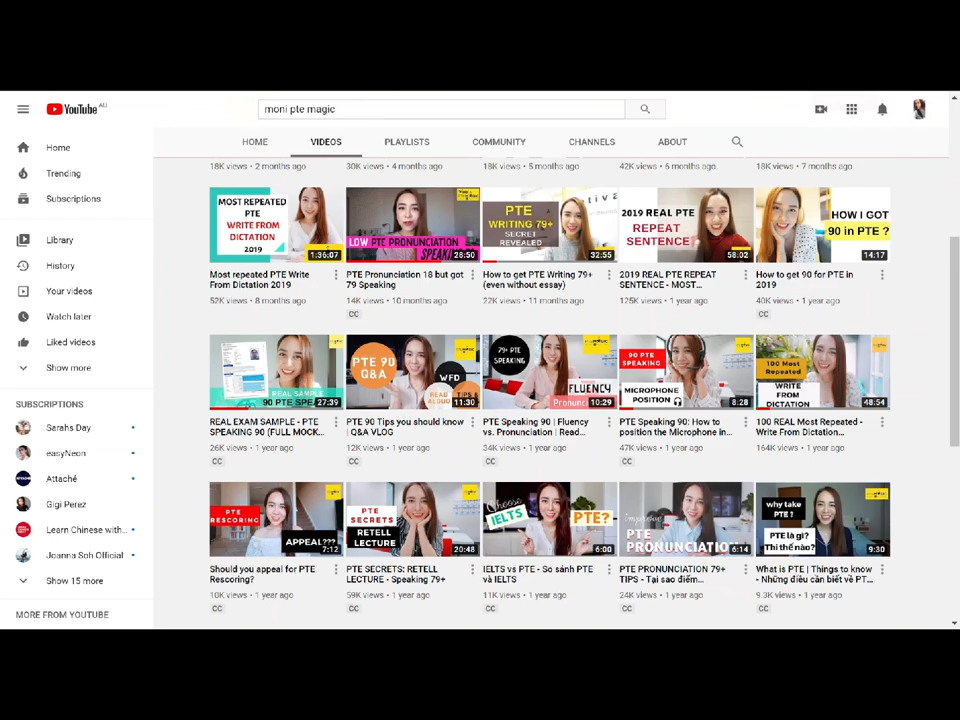 YouTube AU
moni pte magic
HOME VIDEOS PLAYLISTS COMMUNITY CHANNELS ABOUT
Home
Trending
Subscriptions
Library
History
Your videos
Watch later
Liked videos
Show more
SUBSCRIPTIONS
Sarahs Day
easyNeon
Attaché
Gigi Perez
Learn Chinese with...
Joanna Soh Official
Show 15 more
MORE FROM YOUTUBE
18K views • 2 months ago
30K views • 4 months ago
18K views • 5 months ago
42K views • 6 months ago
18K views • 7 months ago
MOST REPEATED
PTE
WRITE FROM
DICTATION
2019
1:36:07
LOW PTE PRONUNCIATION
28:50
PTE
WRITING 79+
SECRET
REVEALED
32:55
2019 REAL PTE
REPEAT
SENTENCE
58:02
HOW I GOT
90 in PTE ?
14:17
Most repeated PTE Write
From Dictation 2019
52K views • 8 months ago
PTE Pronunciation 18 but got
79 Speaking
14K views • 10 months ago
CC
How to get PTE Writing 79+
(even without essay)
22K views • 11 months ago
2019 REAL PTE REPEAT
SENTENCE - MOST...
125K views • 1 year ago
How to get 90 for PTE in
2019
40K views • 1 year ago
CC
REAL SAMPLE
90 PTE SPE
27:39
PTE 90
Q&A
WFD
READ
ALOUD
TIPS
11:30
79+ PTE
SPEAKING
FLUENCY
Pronunci
10:29
90 PTE
SPEAKING
MICROPHONE
POSITION
8:28
100 Most
Repeated
WRITE
FROM
DICTATION
48:54
REAL EXAM SAMPLE - PTE
SPEAKING 90 (FULL MOCK...
26K views • 1 year ago
CC
PTE 90 Tips you should know
| Q&A VLOG
12K views • 1 year ago
CC
PTE Speaking 90 | Fluency
vs. Pronunciation | Read...
34K views • 1 year ago
CC
PTE Speaking 90: How to
position the Microphone in...
47K views • 1 year ago
CC
100 REAL Most Repeated -
Write From Dictation...
164K views • 1 year ago
PTE
RESCORING
APPEAL???
7:12
PTE
SECRETS
RETELL
LECTURE
20:48
Choose
IELTS
PTE?
6:00
improve
PTE
PRONUNCIATION
6:14
why take
PTE ?
PTE là gì?
Thi thế nào?
9:30
Should you appeal for PTE
Rescoring?
10K views • 1 year ago
CC
PTE SECRETS: RETELL
LECTURE - Speaking 79+
59K views • 1 year ago
CC
IELTS vs PTE - So sánh PTE
và IELTS
11K views • 1 year ago
CC
PTE PRONUNCIATION 79+
TIPS - Tại sao điểm...
24K views • 1 year ago
CC
What is PTE | Things to know
- Những điều cần biết về PT...
9.3K views • 1 year ago
CC